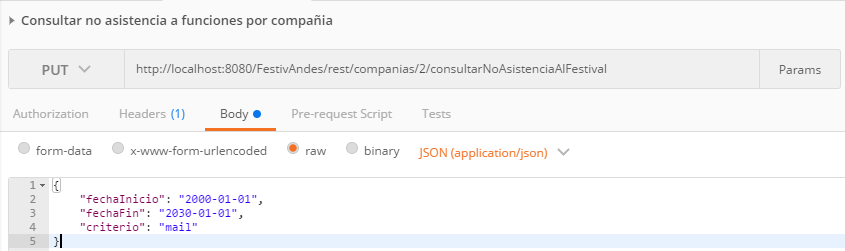 Consultar no asistencia a funciones por compañia
PUT http://localhost:8080/FestivAndes/rest/companias/2/consultarNoAsistenciaAlFestival Params
Authorization Headers (1) Body Pre-request Script Tests
form-data x-www-form-urlencoded raw binary JSON (application/json)
1 {
2 "fechaInicio": "2000-01-01",
3 "fechaFin": "2030-01-01",
4 "criterio": "mail"
5 }